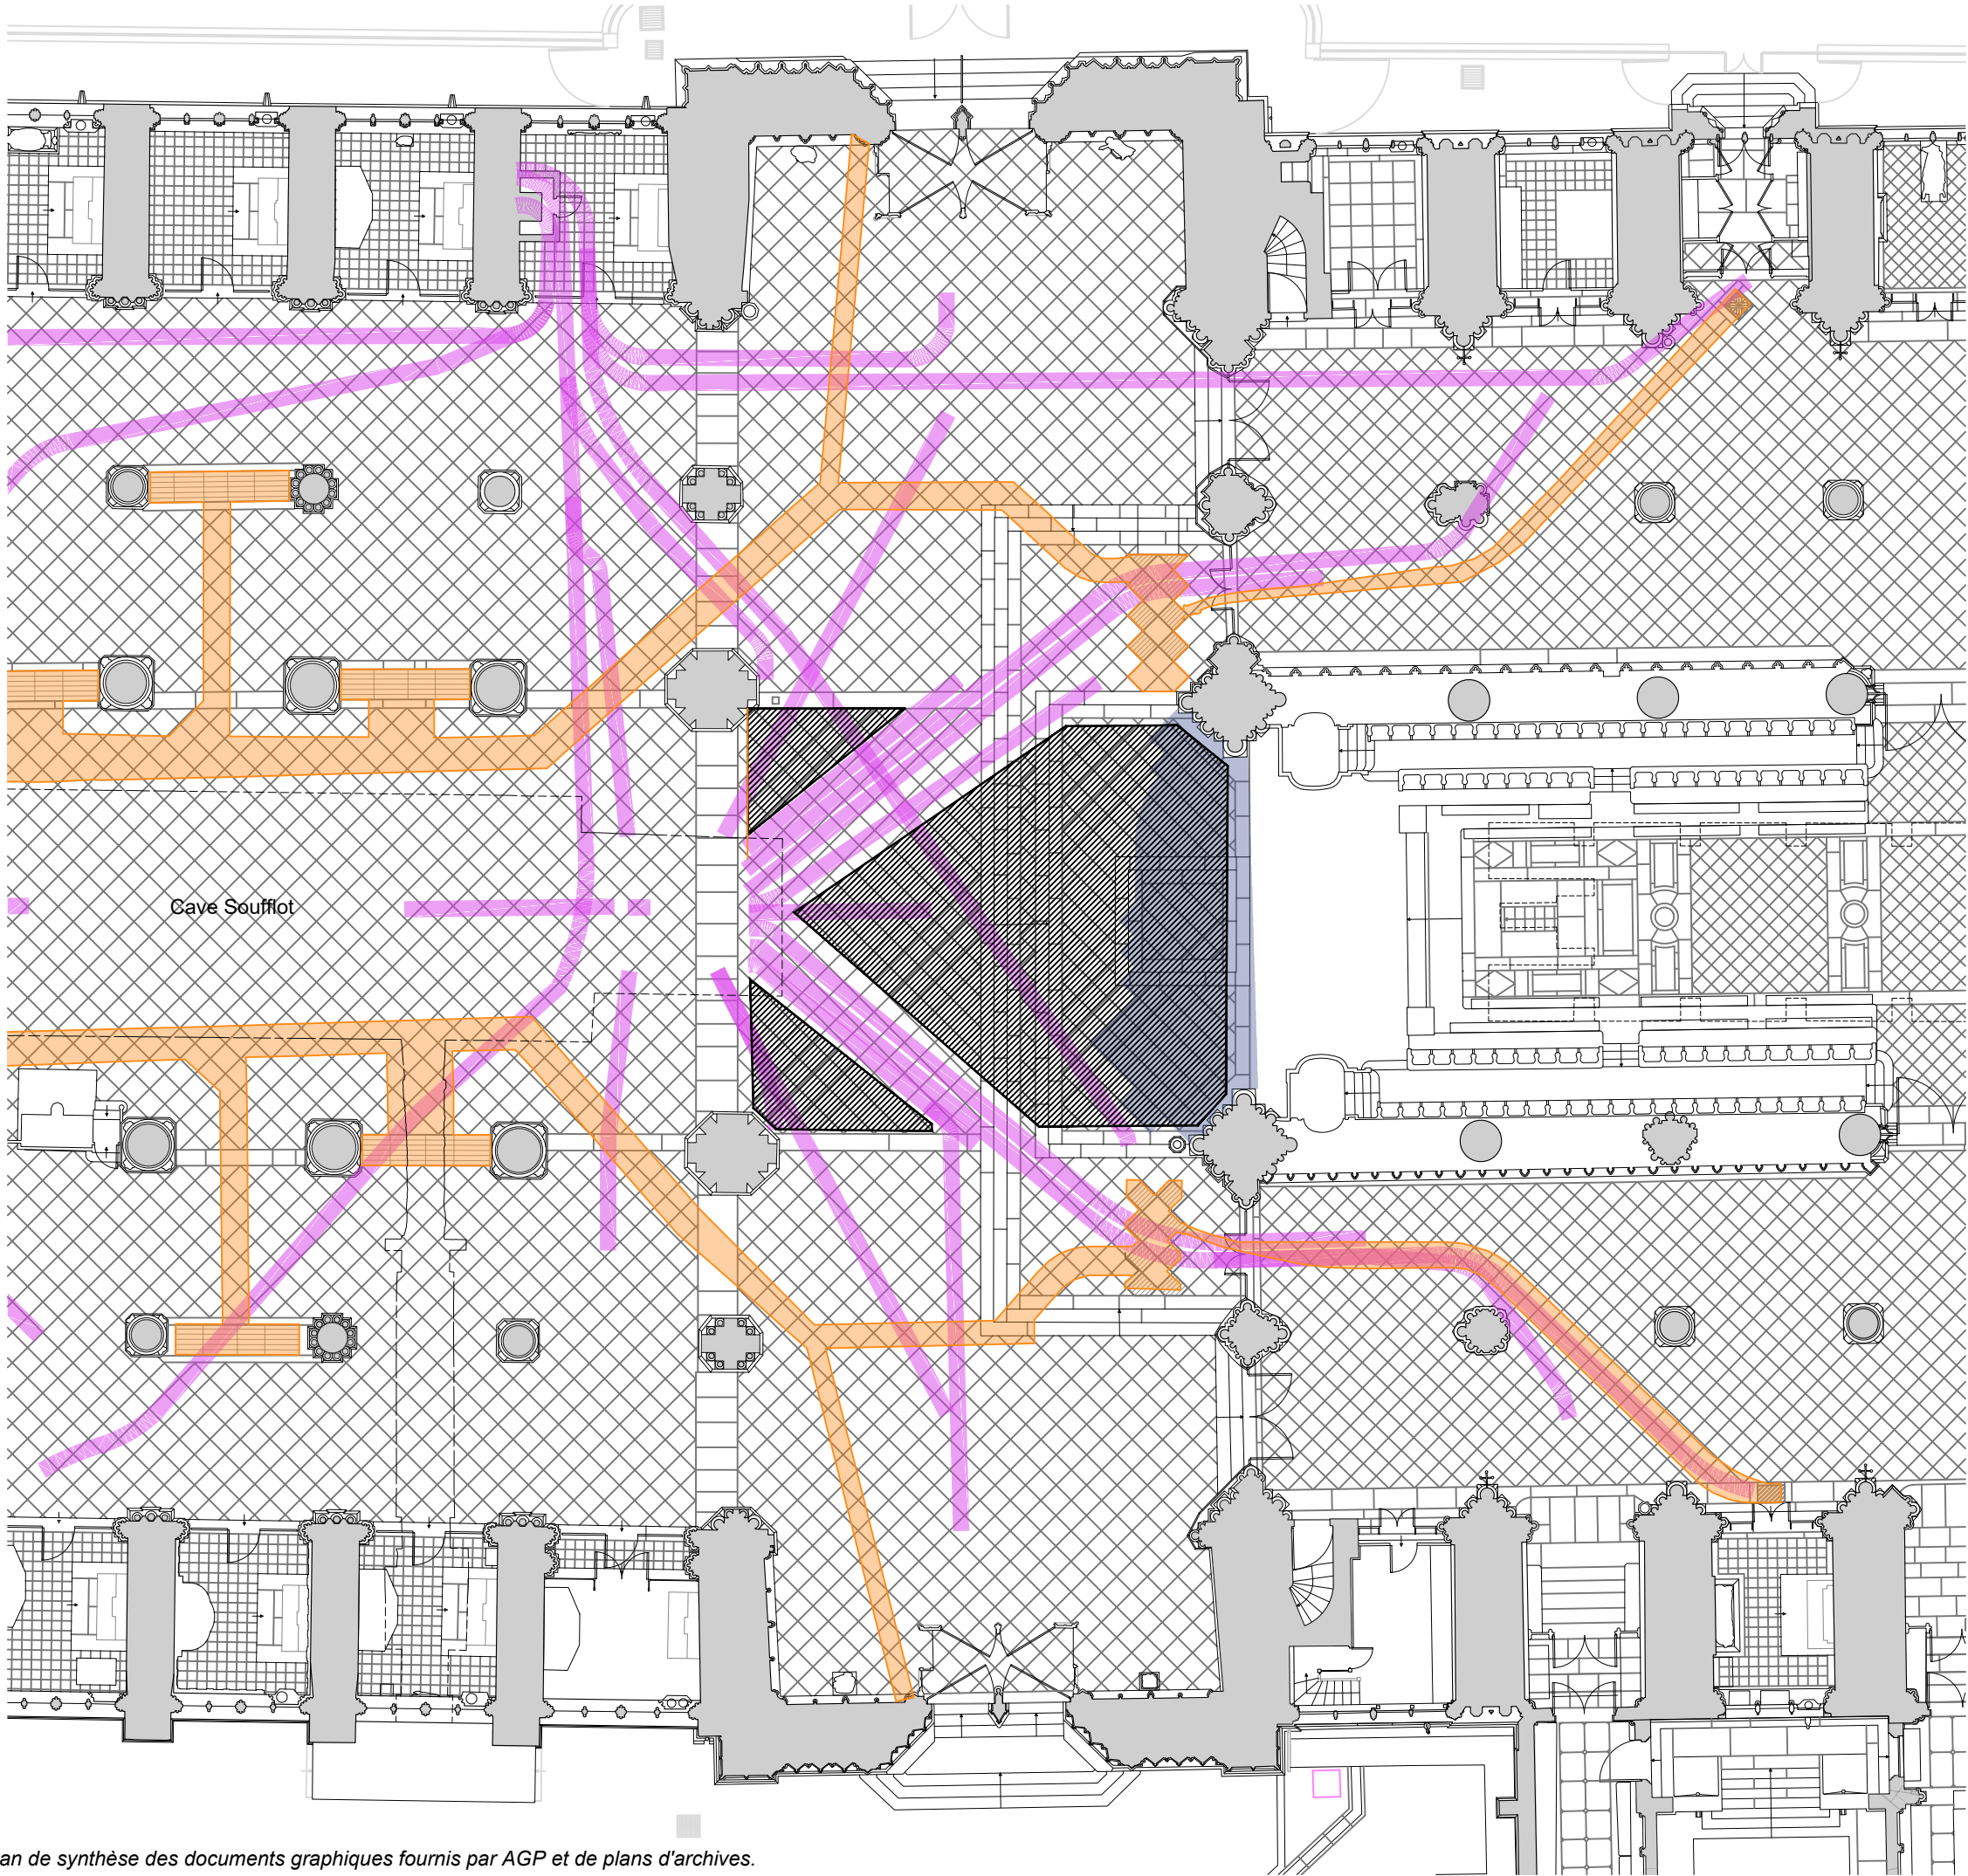 Cave Soufflot
an de synthèse des documents graphiques fournis par AGP et de plans d'archives.